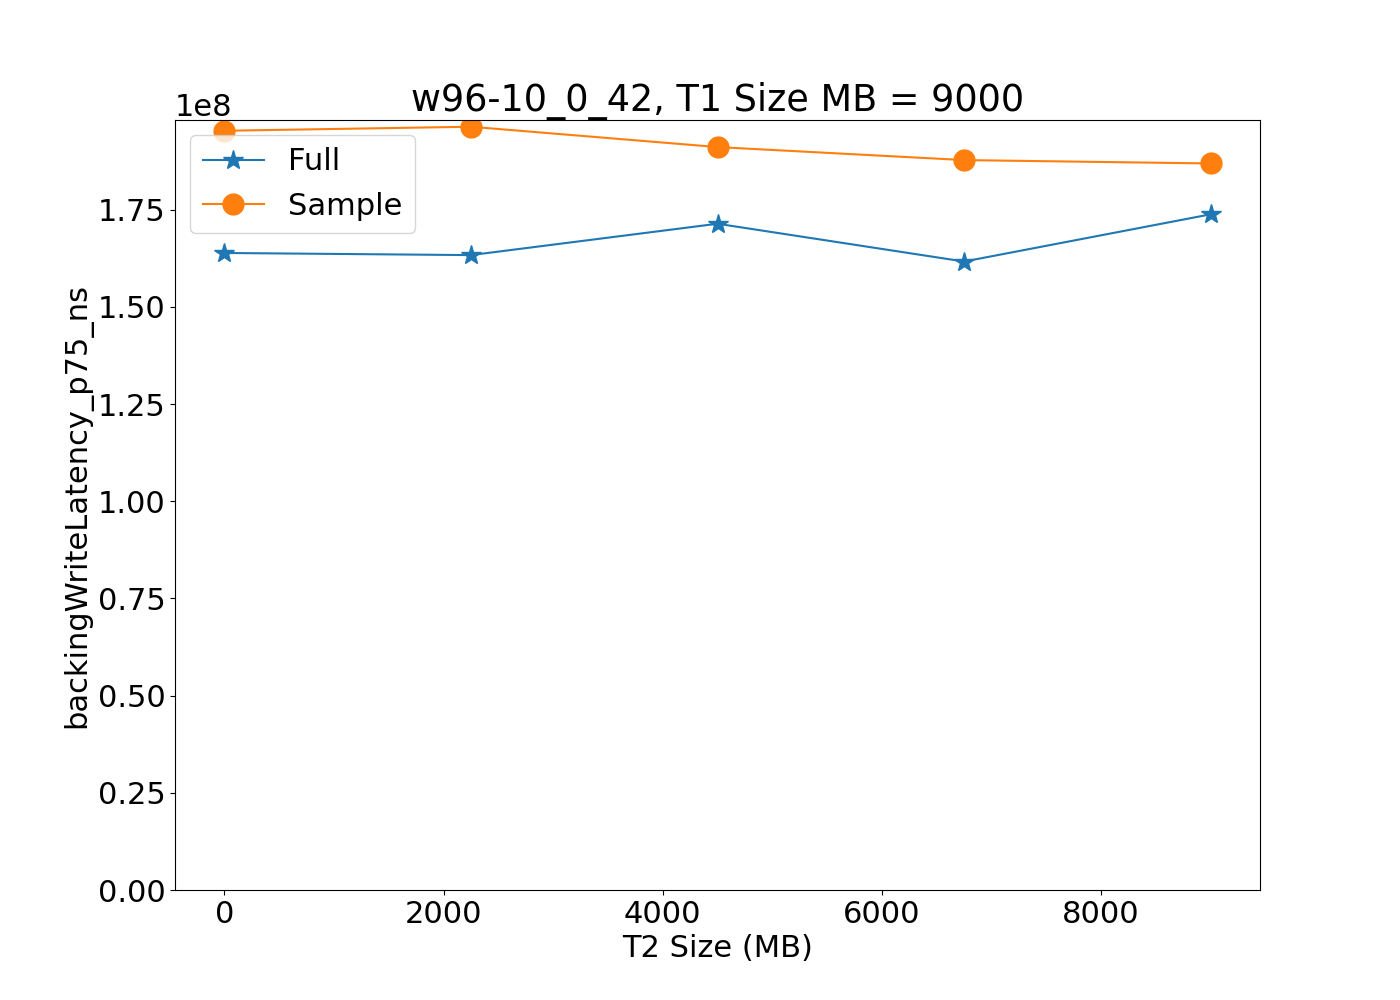 w96-10_0_42, T1 Size MB = 9000
1e8
Full
Sample
1.75
1.50
1.25
1.00
0.75
0.50
0.25
0.00
backingWriteLatency_p75_ns
0 2000 4000 6000 8000
T2 Size (MB)